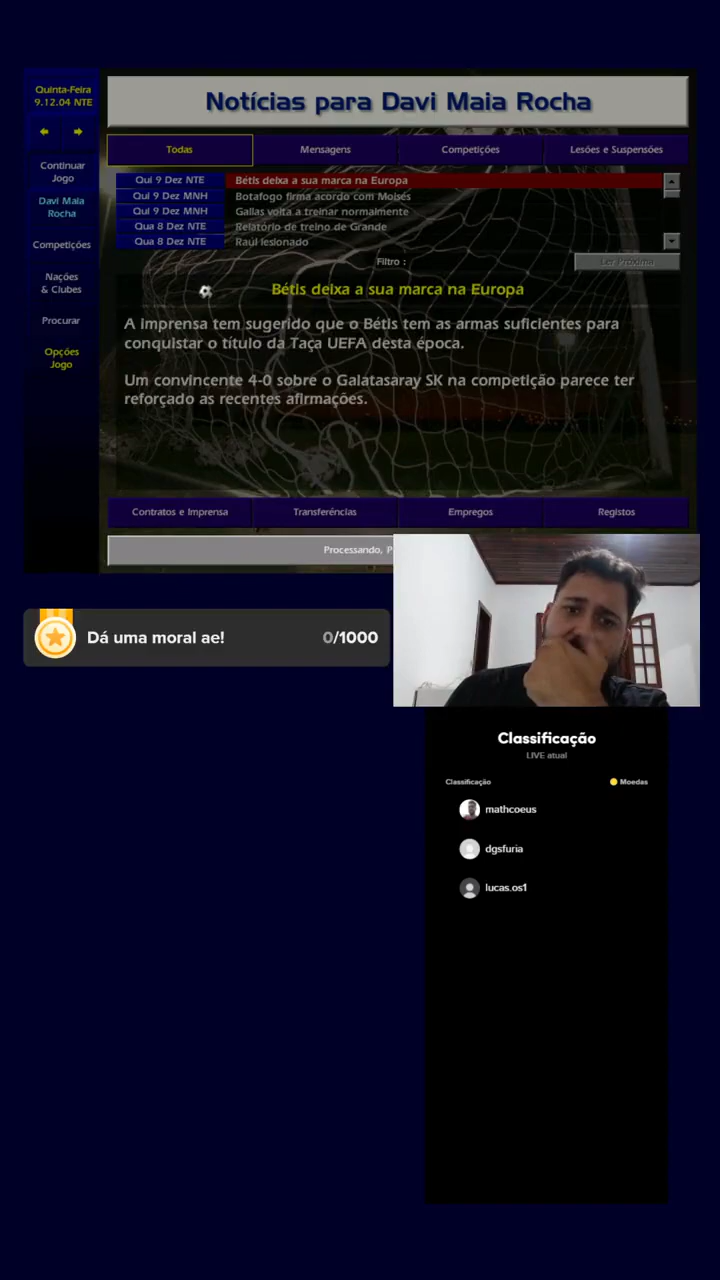 Quinta-Feira
9.12.04 NTE
Continuar
Jogo
Davi Maia
Rocha
Competições
Nações
& Clubes
Procurar
Opções
Jogo
Notícias para Davi Maia Rocha
Todas Mensagens Competições Lesões e Suspensões
Qui 9 Dez NTE Bétis deixa a sua marca na Europa
Qui 9 Dez MNH Botafogo firma acordo com Moisés
Qui 9 Dez MNH Gallas volta a treinar normalmente
Qua 8 Dez NTE Relatório de treino de Grande
Qua 8 Dez NTE Raúl lesionado
Filtro : Ler Próxima
Bétis deixa a sua marca na Europa
A imprensa tem sugerido que o Bétis tem as armas suficientes para
conquistar o título da Taça UEFA desta época.
Um convincente 4-0 sobre o Galatasaray SK na competição parece ter
reforçado as recentes afirmações.
Contratos e Imprensa Transferências Empregos Registos
Processando, P
Dá uma moral ae! 0/1000
Classificação
LIVE atual
Classificação Moedas
mathcoeus
dgsfuria
lucas.os1